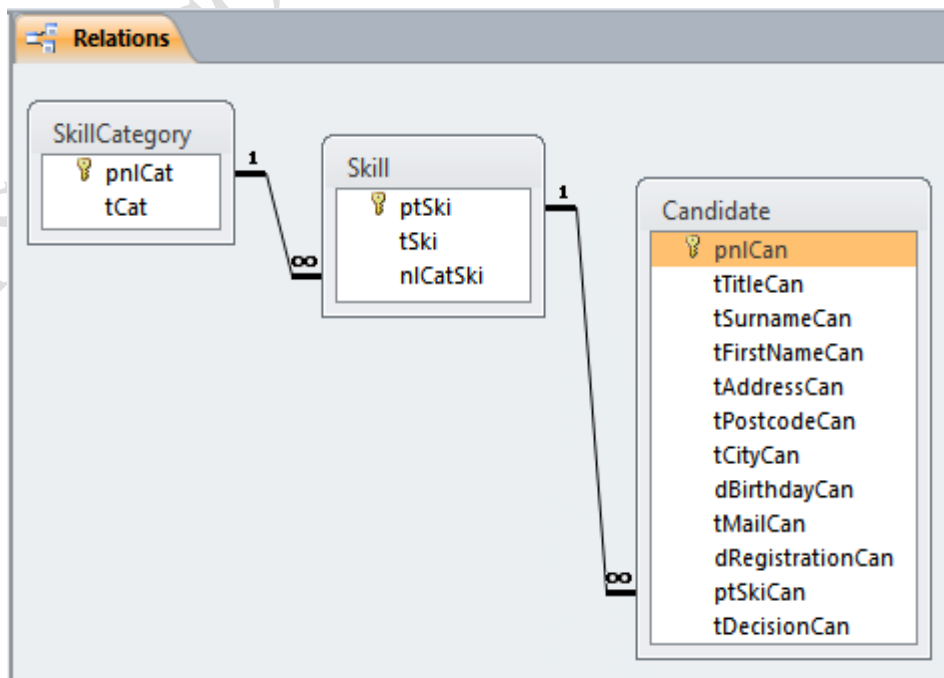 Relations
SkillCategory
pnlCat
tCat
1
∞
Skill
ptSki
tSki
nlCatSki
1
∞
Candidate
pnlCan
tTitleCan
tSurnameCan
tFirstNameCan
tAddressCan
tPostcodeCan
tCityCan
dBirthdayCan
tMailCan
dRegistrationCan
ptSkiCan
tDecisionCan